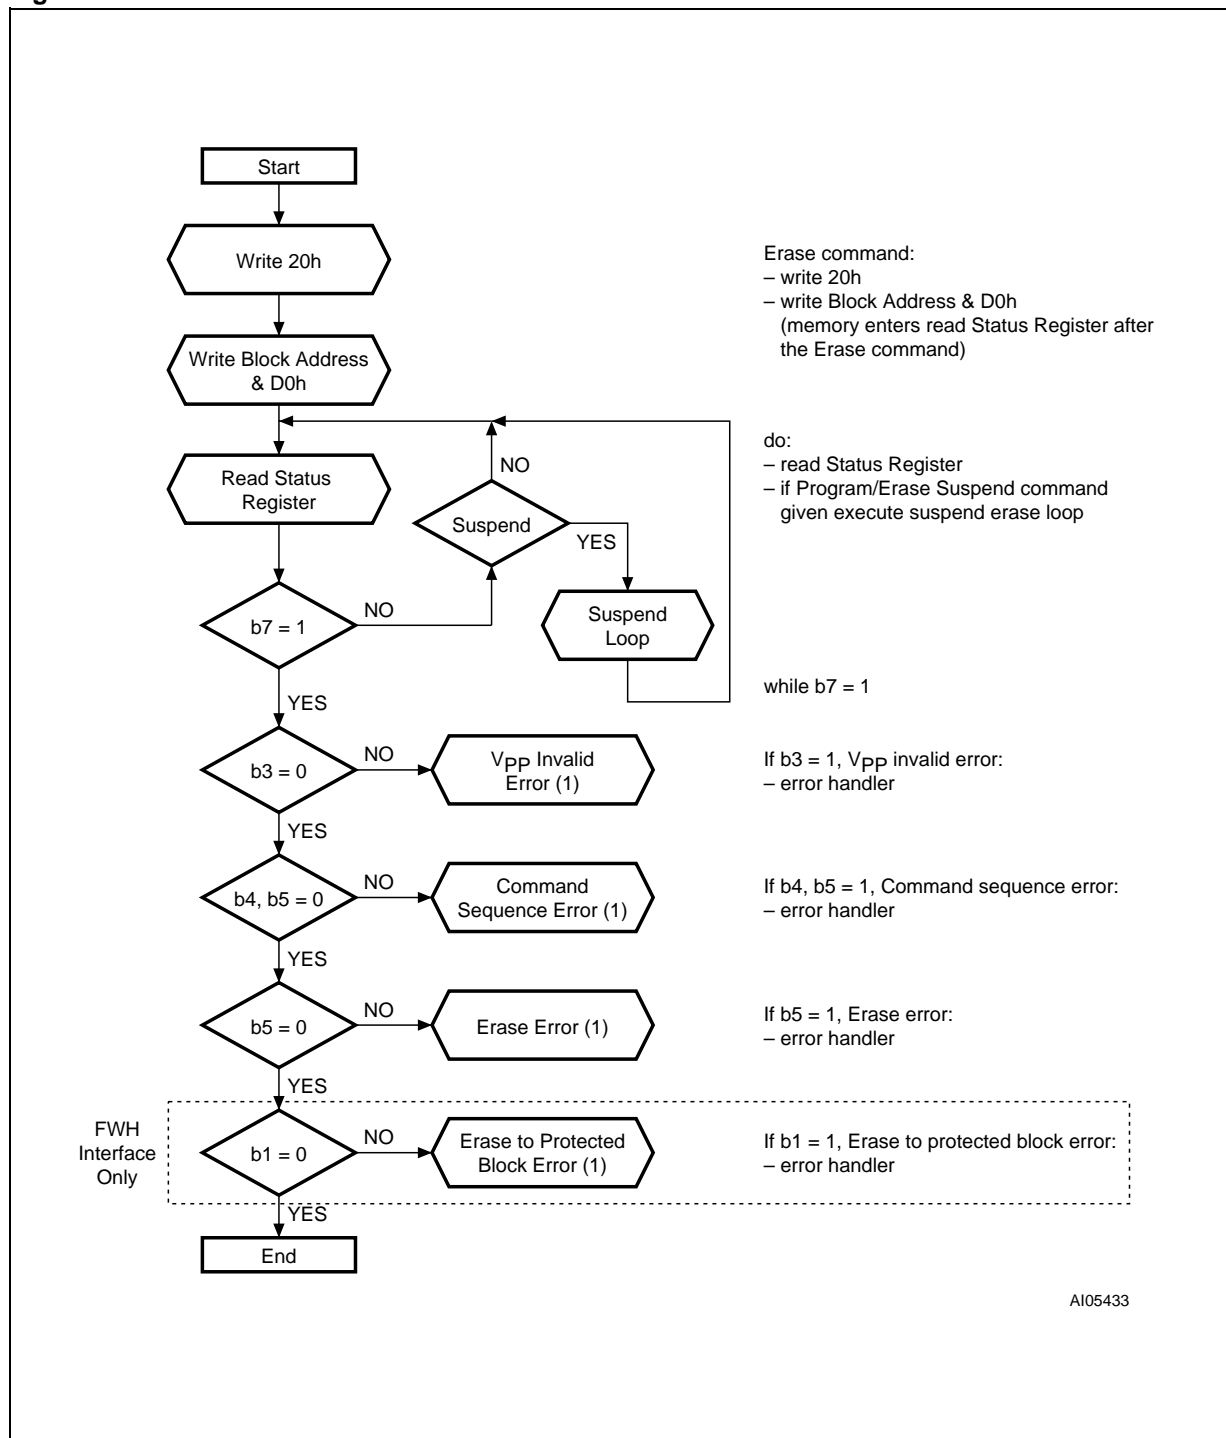 Start
Write 20h
Erase command:
– write 20h
– write Block Address & D0h
(memory enters read Status Register after
the Erase command)
Write Block Address
& D0h
do:
– read Status Register
– if Program/Erase Suspend command
given execute suspend erase loop
NO
Read Status
Register
Suspend
YES
NO
b7 = 1
Suspend
Loop
while b7 = 1
YES
b3 = 0
NO
VPP Invalid
Error (1)
If b3 = 1, VPP invalid error:
– error handler
YES
b4, b5 = 0
NO
Command
Sequence Error (1)
If b4, b5 = 1, Command sequence error:
– error handler
YES
b5 = 0
NO
Erase Error (1)
If b5 = 1, Erase error:
– error handler
YES
FWH
Interface
Only
b1 = 0
NO
Erase to Protected
Block Error (1)
If b1 = 1, Erase to protected block error:
– error handler
YES
End
AI05433